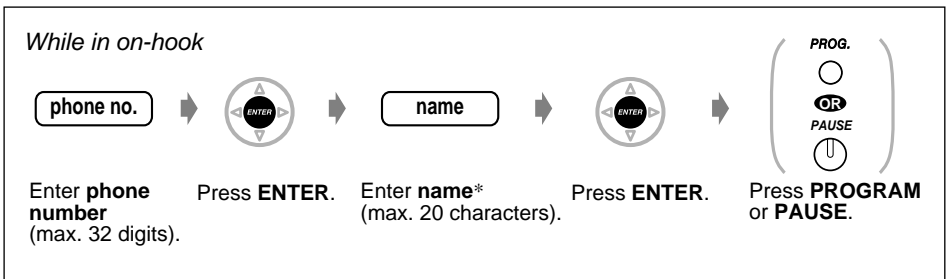 While in on-hook
PROG.
phone no.
ENTER
name
ENTER
OR
PAUSE
Enter phone
number
(max. 32 digits).
Press ENTER.
Enter name*
(max. 20 characters).
Press ENTER.
Press PROGRAM
or PAUSE.